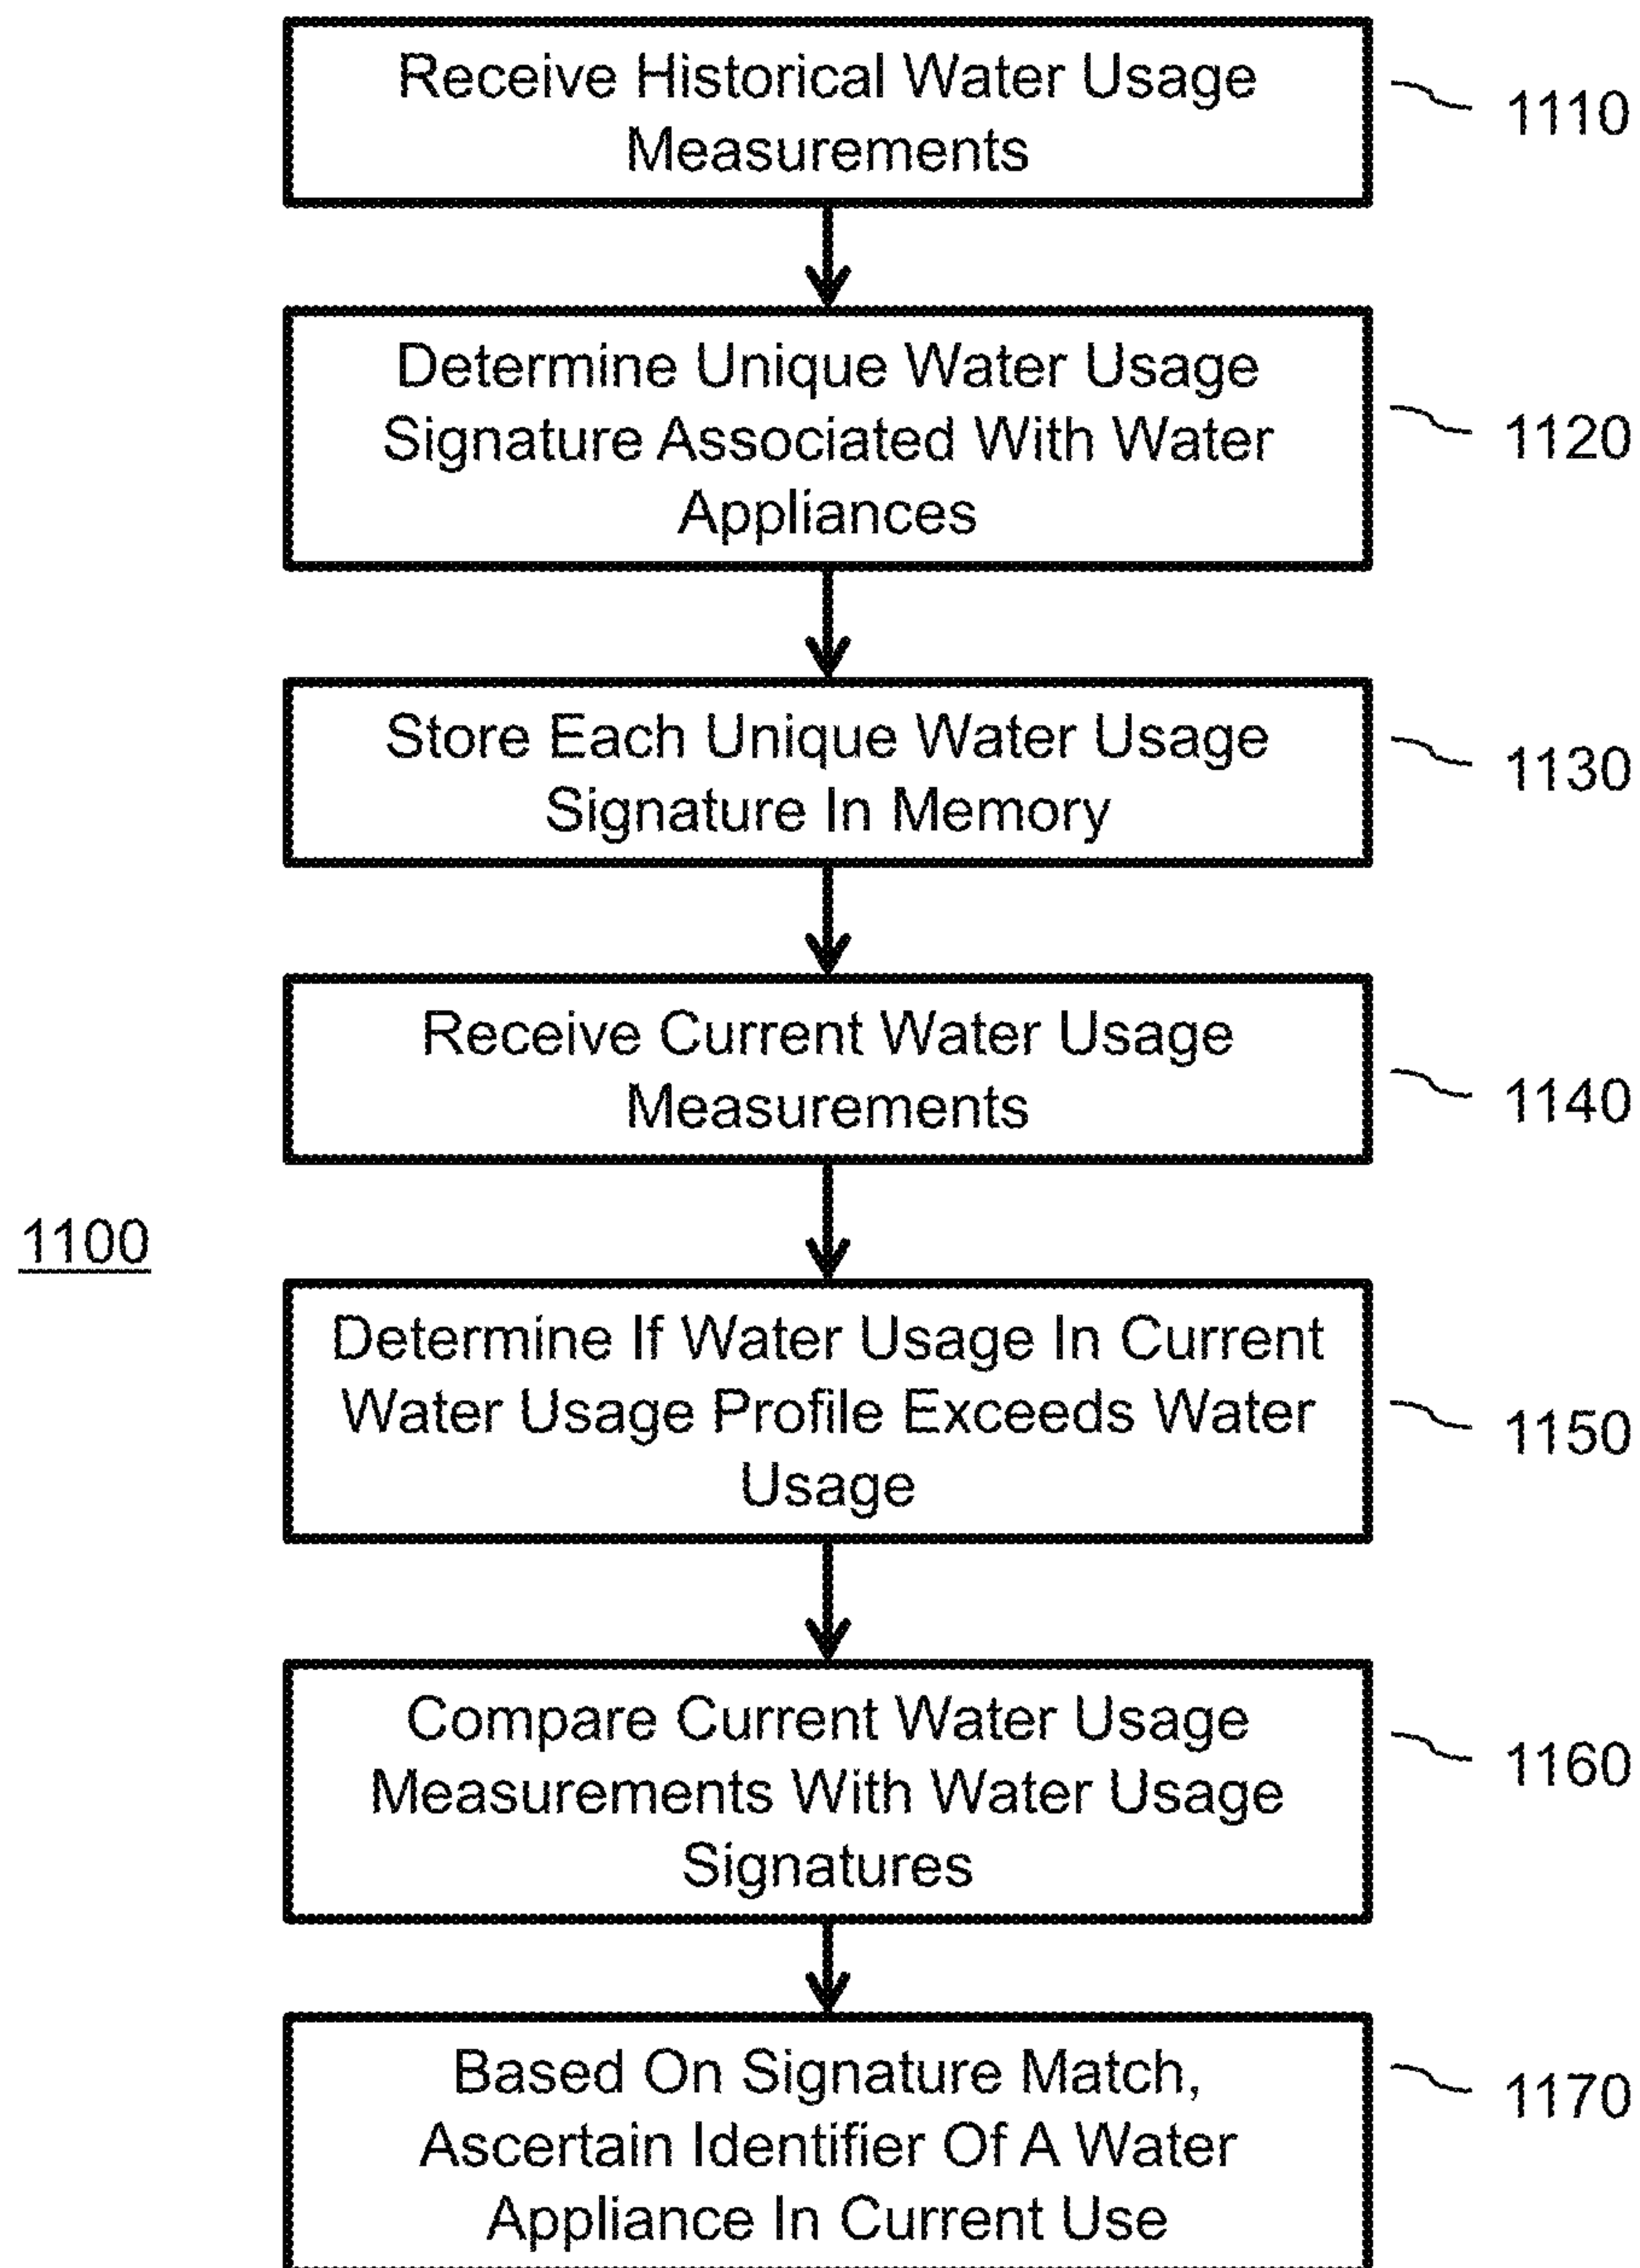 Receive Historical Water Usage
Measurements
1110
Determine Unique Water Usage
Signature Associated With Water
Appliances
1120
Store Each Unique Water Usage
Signature In Memory
1130
Receive Current Water Usage
Measurements
1140
1100
Determine If Water Usage In Current
Water Usage Profile Exceeds Water
Usage
1150
Compare Current Water Usage
Measurements With Water Usage
Signatures
1160
Based On Signature Match,
Ascertain Identifier Of A Water
Appliance In Current Use
1170